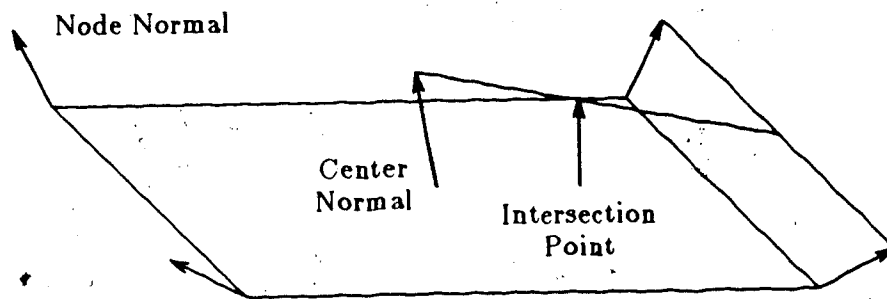 Node Normal
Center
Normal
Intersection
Point